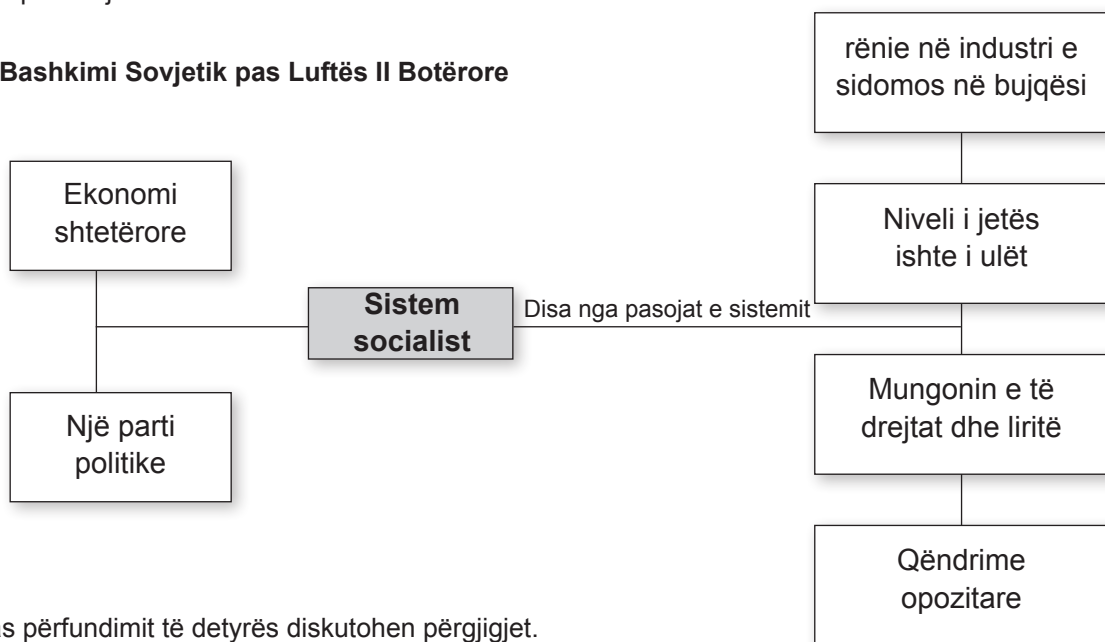 Bashkimi Sovjetik pas Luftës II Botërore
rënie në industri e
sidomos në bujqësi
Ekonomi
shtetërore
Niveli i jetës
ishte i ulët
Sistem
socialist
Disa nga pasojat e sistemit
Një parti
politike
Mungonin e të
drejtat dhe liritë
Qëndrime
opozitare
përfundimit të detyrës diskutohen përgjigjet.